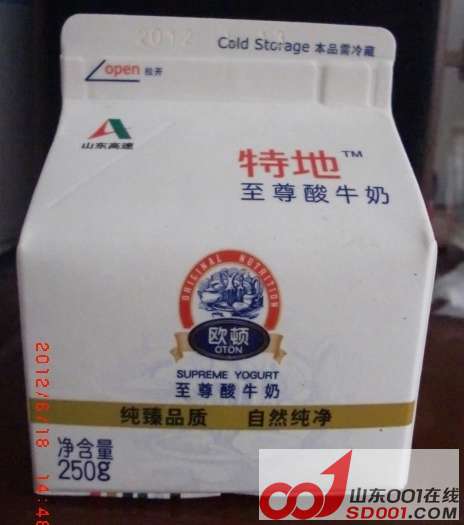 2012
Cold Storage 本品需冷藏
open 拉开
山东高速
特地™
至尊酸牛奶
ORIGINAL NUTRITION
欧顿
OTON
SUPREME YOGURT
至尊酸牛奶
纯臻品质 自然纯净
净含量
250g
2012/6/18 14:48
001 山东001在线
SD001.com